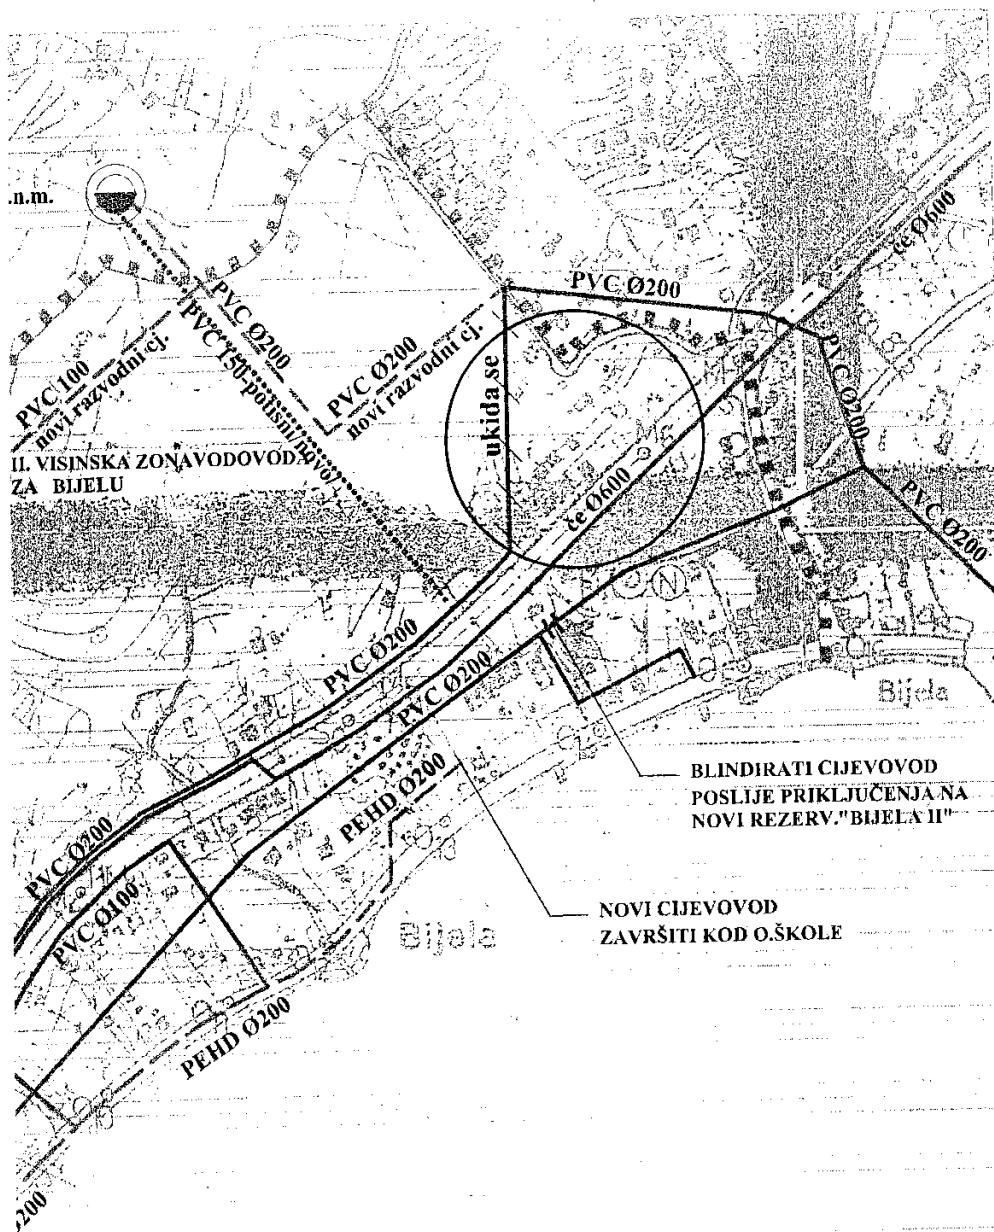 .n.m.
PVC Ø200
PVC 150-potisni/novo/
PVC 100
novi razvodni cj.
PVC Ø200
novi razvodni cj.
II. VISINSKA ZONAVODOVODA
ZA BIJELU
ukida se
PVC Ø200
če Ø600
PVC Ø200
PVC Ø200
če Ø600
N
PVC Ø200
PVC Ø200
Bijela
BLINDIRATI CIJEVOVOD
POSLIJE PRIKLJUČENJA NA
NOVI REZERV."BIJELA II"
PEHD Ø200
PVC Ø200
PVC Ø100
NOVI CIJEVOVOD
ZAVRŠITI KOD O.ŠKOLE
Bijela
PEHD Ø200
Ø200